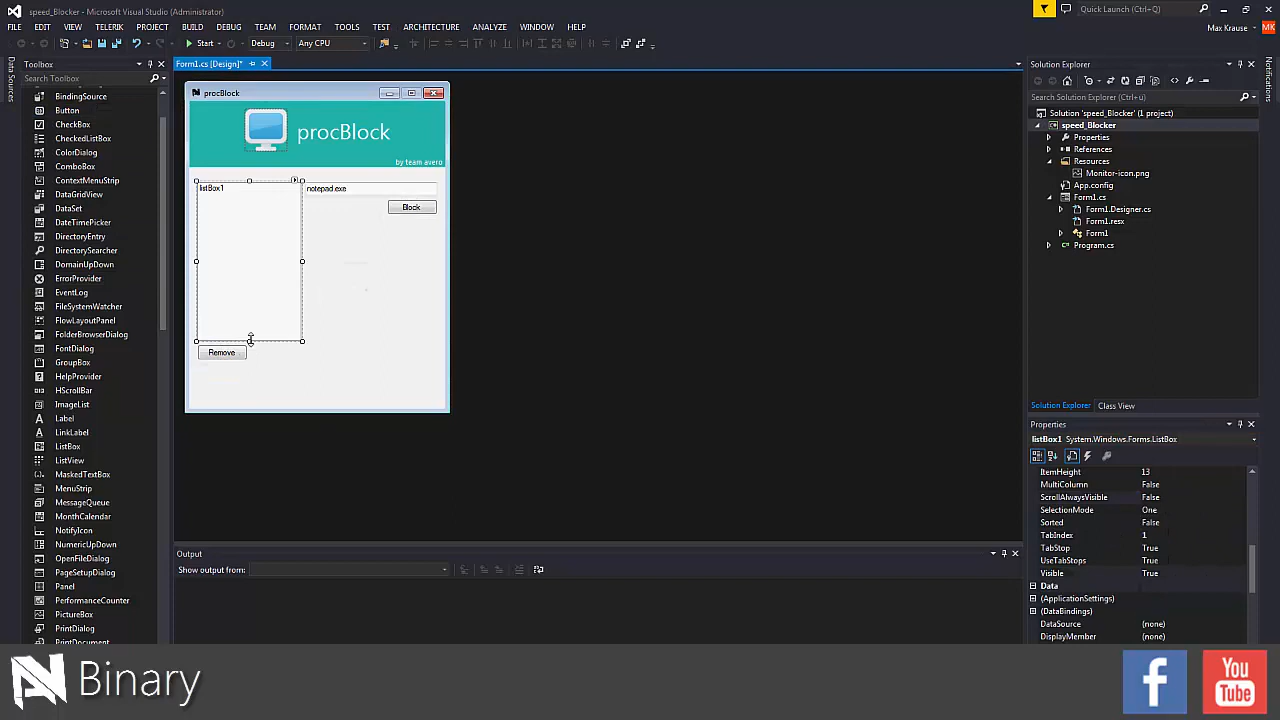 speed_Blocker - Microsoft Visual Studio (Administrator)
Quick Launch (Ctrl+Q)
FILE EDIT VIEW TELERIK PROJECT BUILD DEBUG TEAM FORMAT TOOLS TEST ARCHITECTURE ANALYZE WINDOW HELP
Max Krause MK
Start Debug Any CPU
Data Sources
Toolbox
Search Toolbox
BindingSource
Button
CheckBox
CheckedListBox
ColorDialog
ComboBox
ContextMenuStrip
DataGridView
DataSet
DateTimePicker
DirectoryEntry
DirectorySearcher
DomainUpDown
ErrorProvider
EventLog
FileSystemWatcher
FlowLayoutPanel
FolderBrowserDialog
FontDialog
GroupBox
HelpProvider
HScrollBar
ImageList
Label
LinkLabel
ListBox
ListView
MaskedTextBox
MenuStrip
MessageQueue
MonthCalendar
NotifyIcon
NumericUpDown
OpenFileDialog
PageSetupDialog
Panel
PerformanceCounter
PictureBox
PrintDialog
PrintDocument
Form1.cs [Design]*
procBlock
procBlock
by team avero
listBox1
notepad.exe
Block
Remove
Output
Show output from:
Solution Explorer
Search Solution Explorer (Ctrl+ü)
Solution 'speed_Blocker' (1 project)
speed_Blocker
Properties
References
Resources
Monitor-icon.png
App.config
Form1.cs
Form1.Designer.cs
Form1.resx
Form1
Program.cs
Solution Explorer Class View
Notifications
Properties
listBox1 System.Windows.Forms.ListBox
ItemHeight 13
MultiColumn False
ScrollAlwaysVisible False
SelectionMode One
Sorted False
TabIndex 1
TabStop True
UseTabStops True
Visible True
Data
(ApplicationSettings)
(DataBindings)
DataSource (none)
DisplayMember (none)
Binary
f
You
Tube